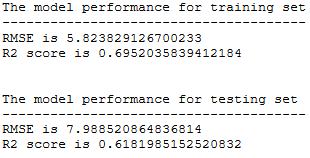 The model performance for training set
--------------------------------------
RMSE is 5.823829126700233
R2 score is 0.6952035839412184
The model performance for testing set
--------------------------------------
RMSE is 7.988520864836814
R2 score is 0.6181985152520832